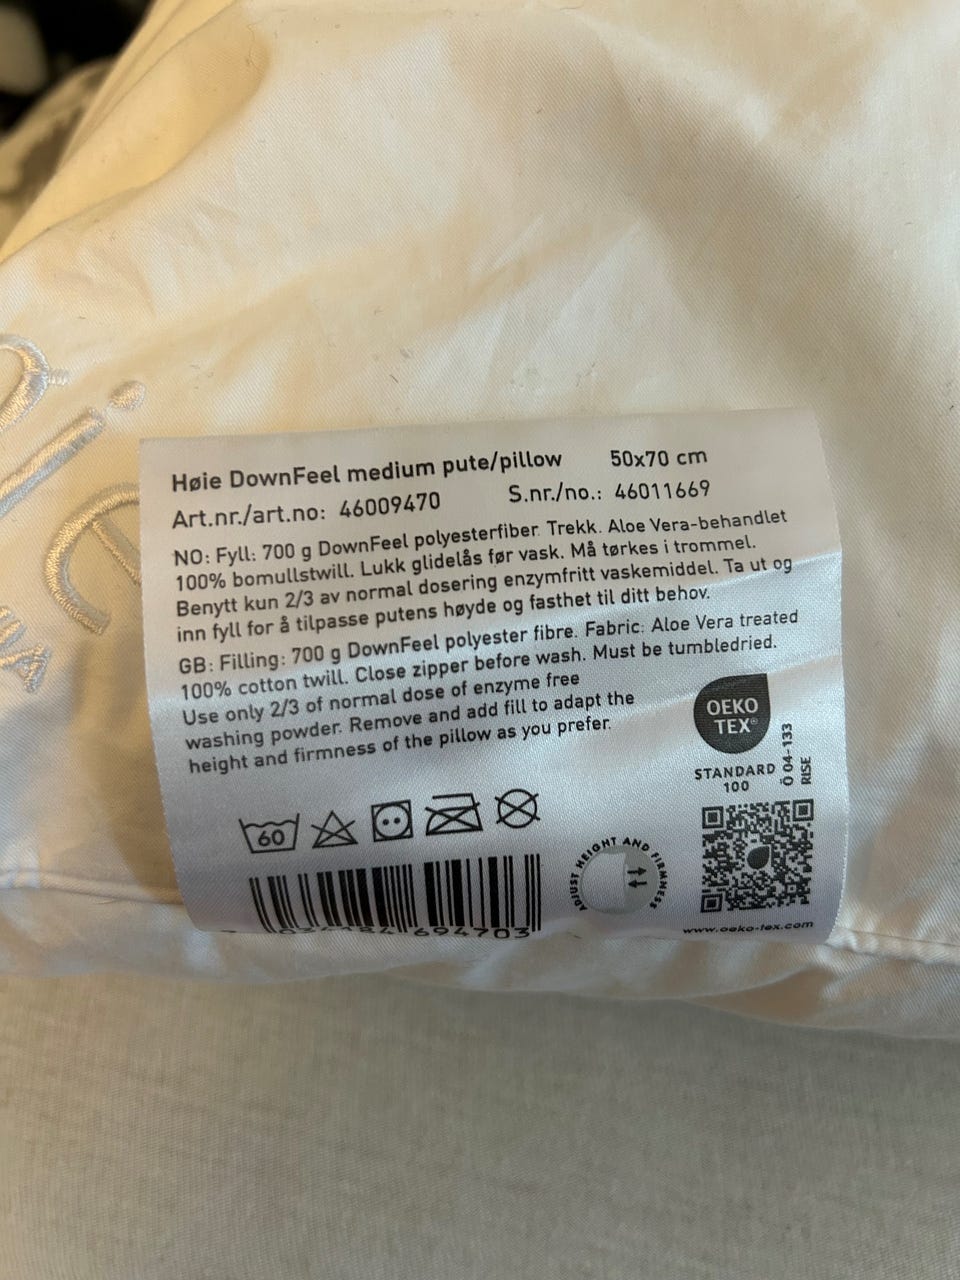 Høie DownFeel medium pute/pillow 50x70 cm
Art.nr./art.no: 46009470 S.nr./no.: 46011669
NO: Fyll: 700 g DownFeel polyesterfiber. Trekk. Aloe Vera-behandlet
100% bomullstwill. Lukk glidelås før vask. Må tørkes i trommel.
Benytt kun 2/3 av normal dosering enzymfritt vaskemiddel. Ta ut og
inn fyll for å tilpasse putens høyde og fasthet til ditt behov.
GB: Filling: 700 g DownFeel polyester fibre. Fabric: Aloe Vera treated
100% cotton twill. Close zipper before wash. Must be tumbledried.
Use only 2/3 of normal dose of enzyme free
washing powder. Remove and add fill to adapt the
height and firmness of the pillow as you prefer.
OEKO
TEX®
STANDARD
100
Ö 04-133
RISE
60
ADJUST HEIGHT AND FIRMNESS
694703
www.oeko-tex.com